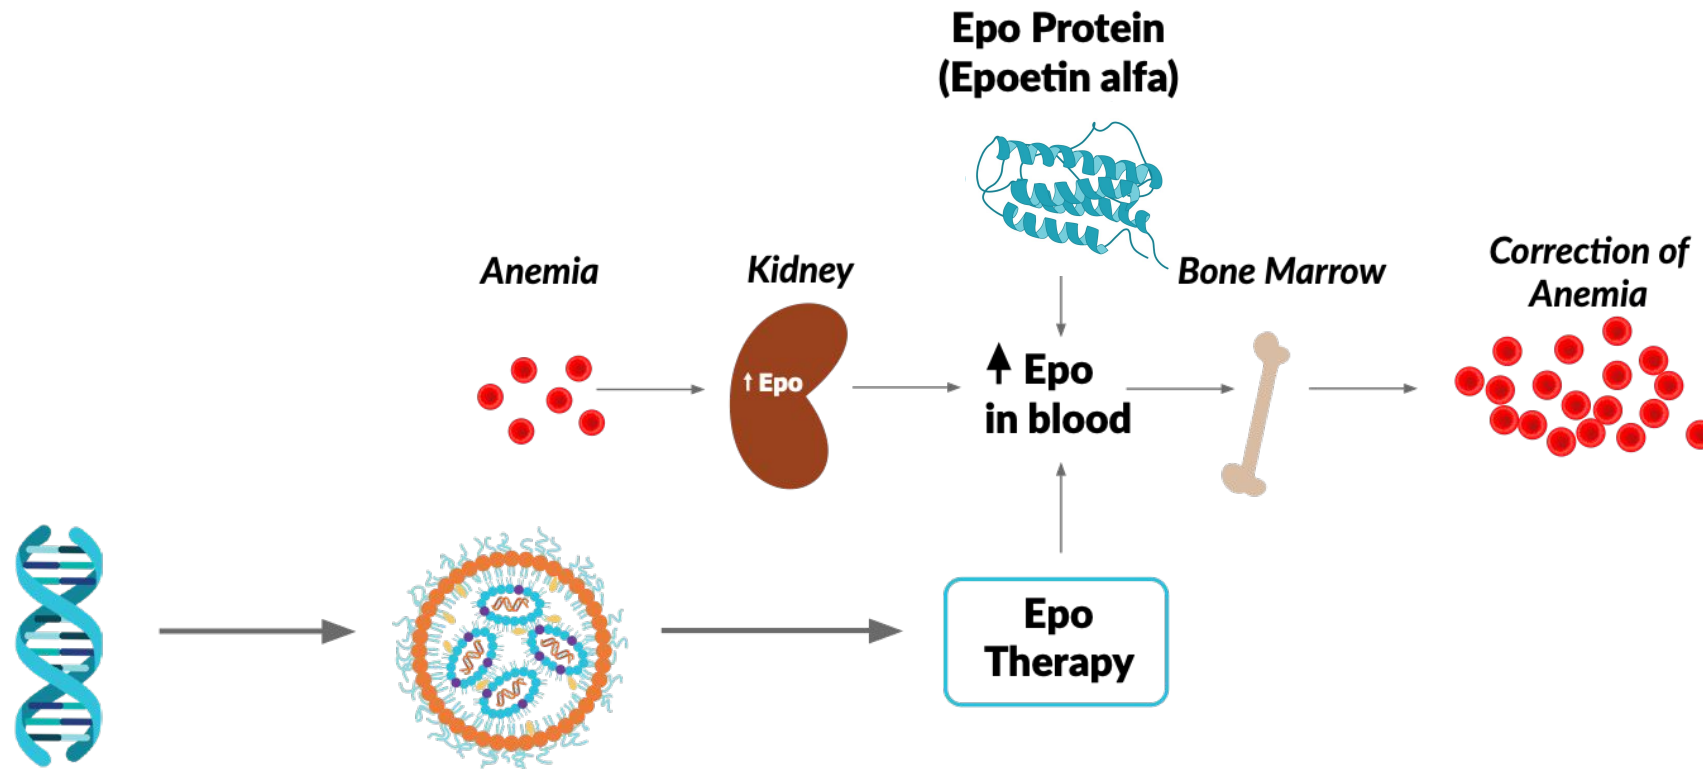 Epo Protein
(Epoetin alfa)
Anemia
Kidney
Bone Marrow
Correction of
Anemia
↑ Epo
↑ Epo
in blood
Epo
Therapy